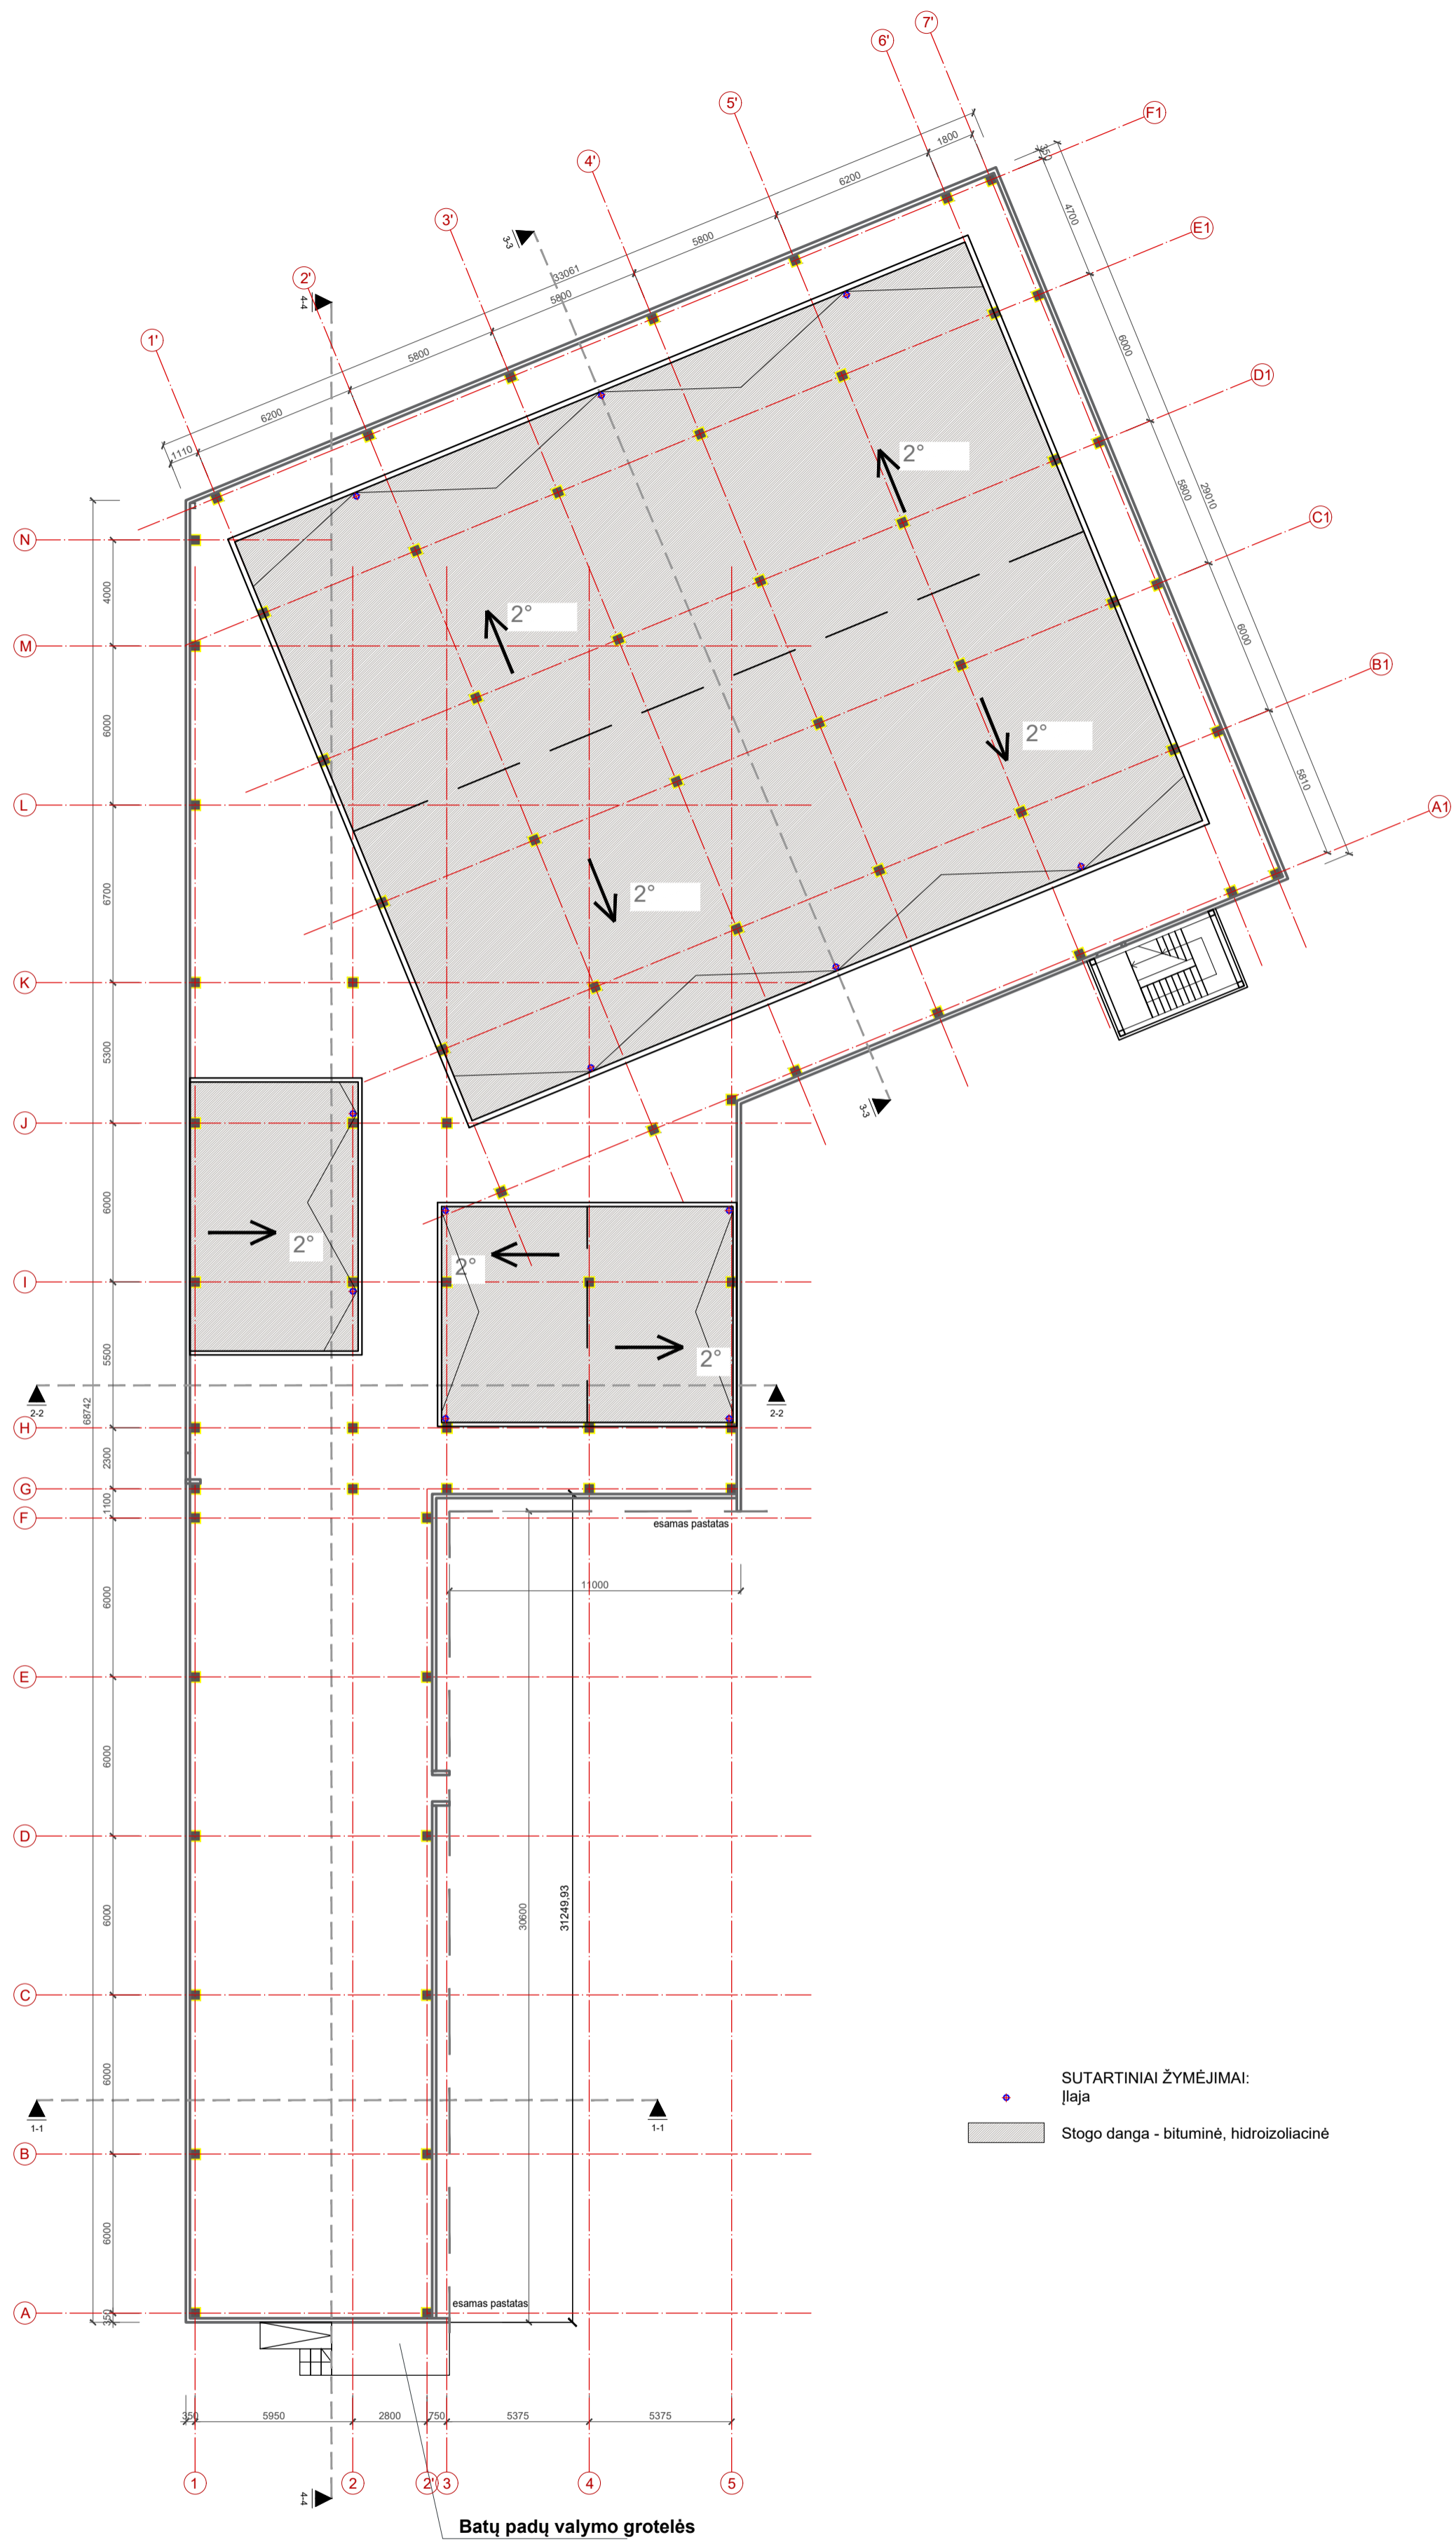 7'
6'
5'
F1
4'
1800
350
6200
4700
3'
E1
5800
3-3
33061
2'
5800
6000
4-4
1'
5800
D1
6200
1110
2°
5800
29010
C1
N
4000
2°
6000
M
B1
6000
2°
5810
L
A1
6700
2°
K
5300
3-3
J
6000
2°
2°
I
5500
2°
68742
2-2
2-2
H
2300
G
1100
F
esamas pastatas
6000
11000
E
6000
D
6000
30600
31249,93
C
6000
SUTARTINIAI ŽYMĖJIMAI:
Įlaja
1-1
1-1
Stogo danga - bituminė, hidroizoliacinė
B
6000
esamas pastatas
A
350
350
5950
2800
750
5375
5375
1
2
2'
3
4
5
4-4
Batų padų valymo grotelės